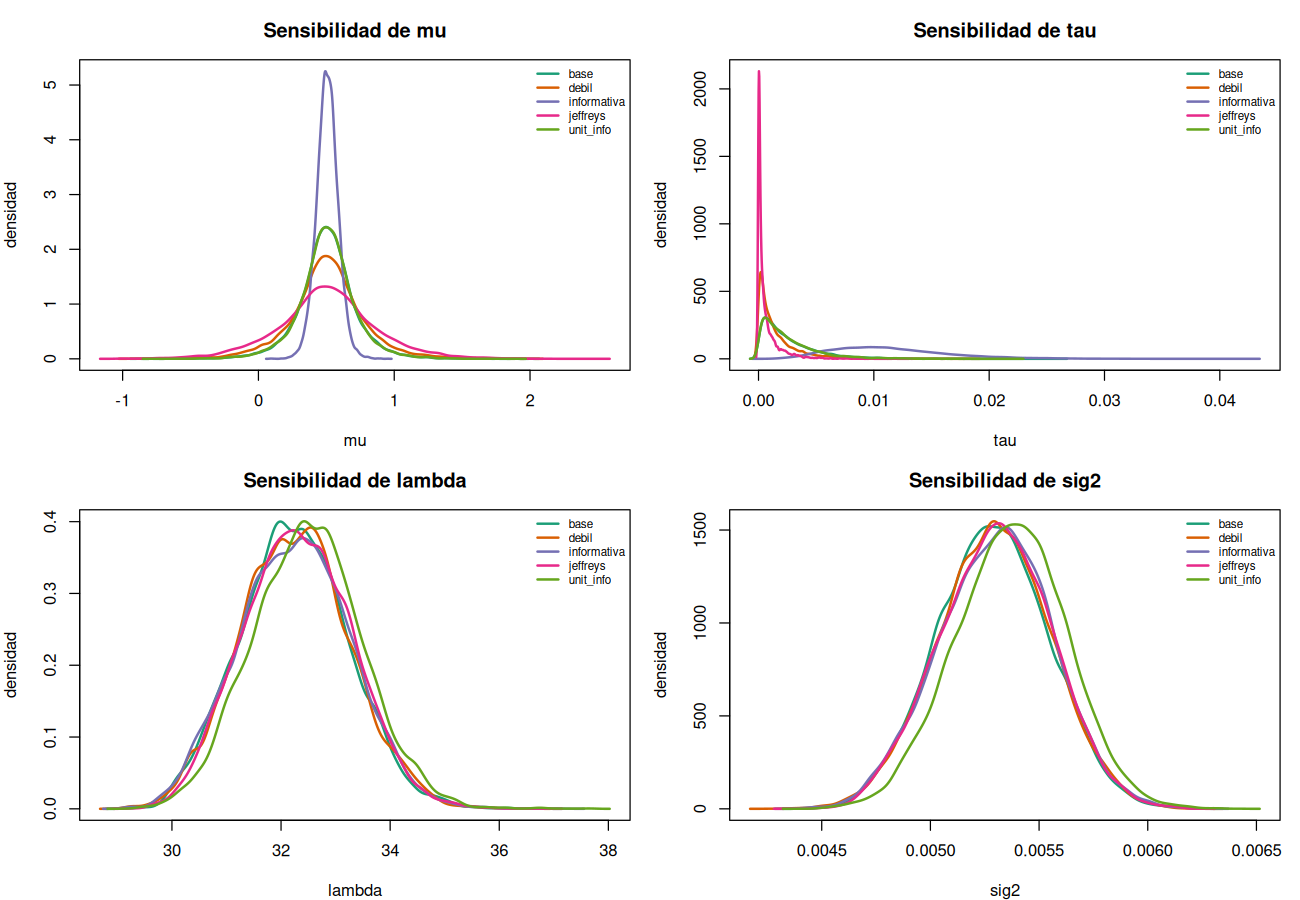 Sensibilidad de mu
densidad
0 1 2 3 4 5
-1 0 1 2
mu
base
debil
informativa
jeffreys
unit_info
Sensibilidad de tau
densidad
0 500 1000 1500 2000
0.00 0.01 0.02 0.03 0.04
tau
base
debil
informativa
jeffreys
unit_info
Sensibilidad de lambda
densidad
0.0 0.1 0.2 0.3 0.4
30 32 34 36 38
lambda
base
debil
informativa
jeffreys
unit_info
Sensibilidad de sig2
densidad
0 500 1000 1500
0.0045 0.0050 0.0055 0.0060 0.0065
sig2
base
debil
informativa
jeffreys
unit_info